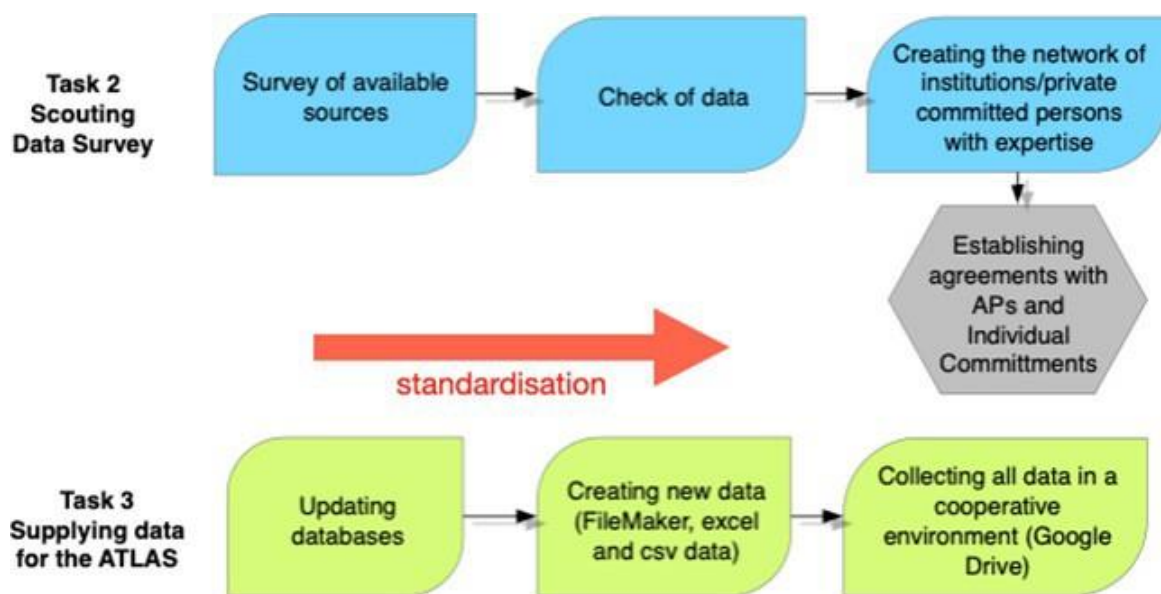 Task 2
Scouting
Data Survey
Survey of available
sources
Check of data
Creating the network of
institutions/private
committed persons
with expertise
Establishing
agreements with
APs and
Individual
Committments
standardisation
Task 3
Supplying data
for the ATLAS
Updating
databases
Creating new data
(FileMaker, excel
and csv data)
Collecting all data in a
cooperative
environment (Google
Drive)